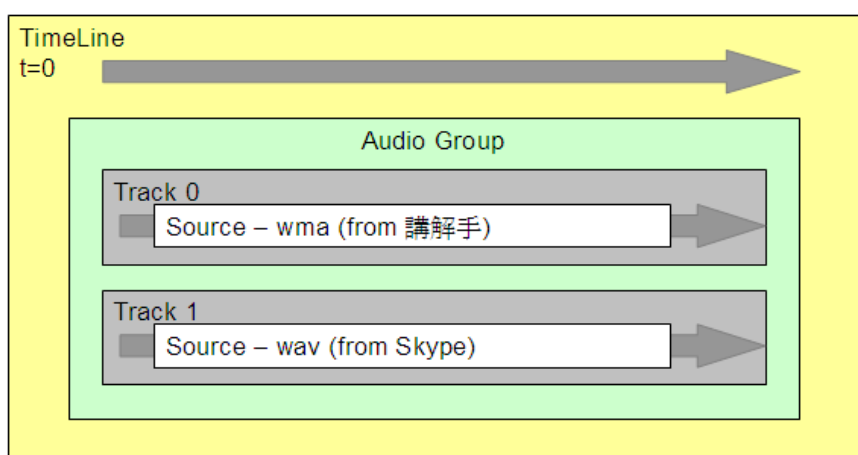 TimeLine
t=0
Audio Group
Track 0
Source – wma (from 講解手)
Track 1
Source – wav (from Skype)